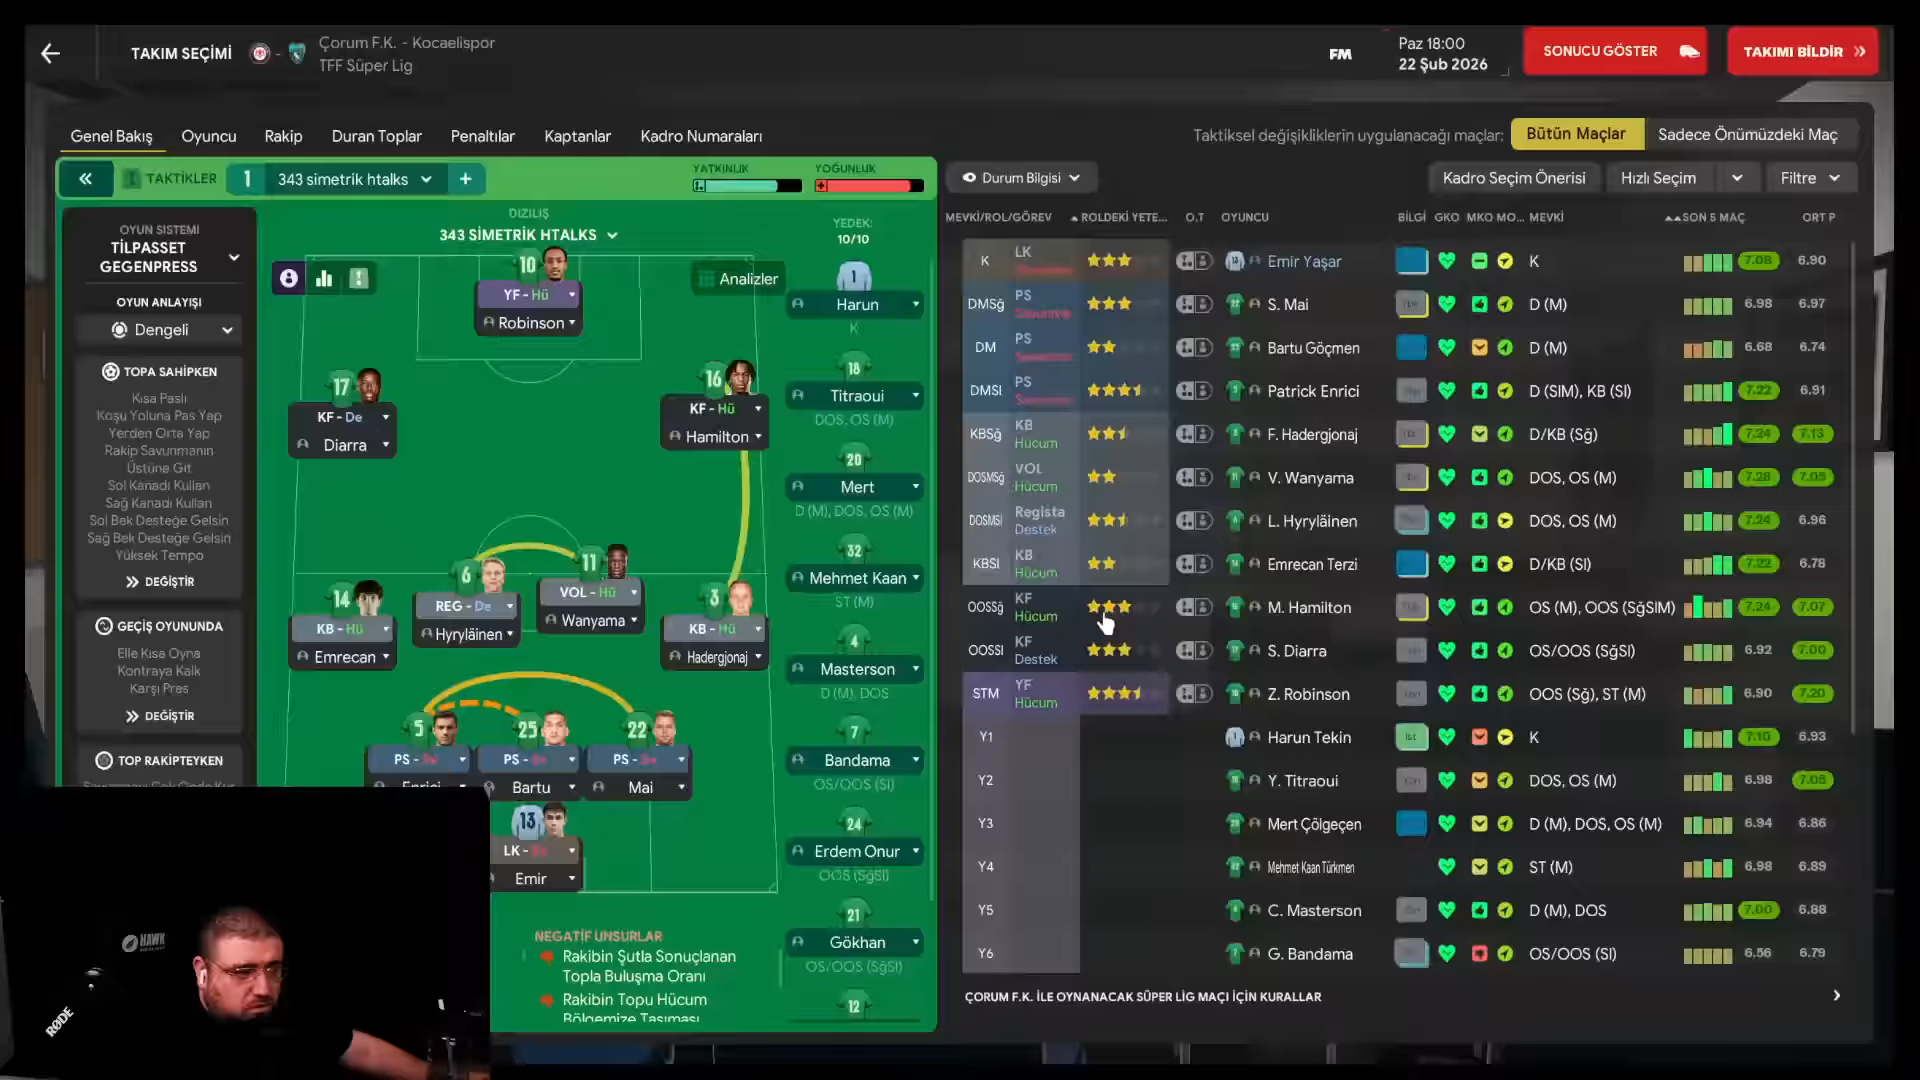 TAKIM SEÇİMİ
Çorum F.K. - Kocaelispor
TFF Süper Lig
FM
Paz 18:00
22 Şub 2026
SONUCU GÖSTER
TAKIMI BİLDİR
Genel Bakış
Oyuncu
Rakip
Duran Toplar
Penaltılar
Kaptanlar
Kadro Numaraları
Taktiksel değişikliklerin uygulanacağı maçlar:
Bütün Maçlar
Sadece Önümüzdeki Maç
TAKTİKLER
1
343 simetrik htalks
YATKINLIK
YOĞUNLUK
Durum Bilgisi
Kadro Seçim Önerisi
Hızlı Seçim
Filtre
OYUN SİSTEMİ
TİLPASSET
GEGENPRESS
OYUN ANLAYIŞI
Dengeli
TOPA SAHİPKEN
Kısa Paslı
Koşu Yoluna Pas Yap
Yerden Orta Yap
Rakip Savunmanın
Üstüne Git
Sol Kanadı Kullan
Sağ Kanadı Kullan
Sol Bek Desteğe Gelsin
Sağ Bek Desteğe Gelsin
Yüksek Tempo
DEĞİŞTİR
GEÇİŞ OYUNUNDA
Elle Kısa Oyna
Kontraya Kalk
Karşı Pres
DEĞİŞTİR
TOP RAKİPTEYKEN
DİZİLİŞ
343 SİMETRİK HTALKS
Analizler
10
YF - Hü
Robinson
17
KF - De
Diarra
16
KF - Hü
Hamilton
14
KB - Hü
Emrecan
6
REG - De
Hyryläinen
11
VOL - Hü
Wanyama
3
KB - Hü
Hadergjonaj
5
PS -
Enrici
25
PS -
Bartu
22
PS -
Mai
13
LK -
Emir
YEDEK:
10/10
1
Harun
K
18
Titraoui
DOS, OS (M)
20
Mert
D (M), DOS, OS (M)
32
Mehmet Kaan
ST (M)
4
Masterson
D (M), DOS
7
Bandama
OS/OOS (Sl)
24
Erdem Onur
OOS (SğSl)
21
Gökhan
OS/OOS (SğSl)
12
NEGATİF UNSURLAR
Rakibin Şutla Sonuçlanan
Topla Buluşma Oranı
Rakibin Topu Hücum
Bölgemize Taşıması
MEVKİ/ROL/GÖREV ROLDEKİ YETE... O.T OYUNCU BİLGİ GKO MKO MO... MEVKİ SON 5 MAÇ ORT P
K LK Emir Yaşar K 7.08 6.90
DMSğ PS S. Mai D (M) 6.98 6.97
DM PS Bartu Göçmen D (M) 6.68 6.74
DMSl PS Patrick Enrici D (SlM), KB (Sl) 7.22 6.91
KBSğ KB Hücum F. Hadergjonaj D/KB (Sğ) 7.24 7.13
DOSMSğ VOL Hücum V. Wanyama DOS, OS (M) 7.28
DOSMSl Regista Destek L. Hyryläinen DOS, OS (M) 7.24 6.96
KBSl KB Hücum Emrecan Terzi D/KB (Sl) 7.22 6.78
OOSSğ KF Hücum M. Hamilton OS (M), OOS (SğSlM) 7.24 7.07
OOSSl KF Destek S. Diarra OS/OOS (SğSl) 6.92 7.00
STM YF Hücum Z. Robinson OOS (Sğ), ST (M) 6.90 7.20
Y1 Harun Tekin K 7.10 6.93
Y2 Y. Titraoui DOS, OS (M) 6.98
Y3 Mert Çölgeçen D (M), DOS, OS (M) 6.94 6.86
Y4 Mehmet Kaan Türkmen ST (M) 6.98 6.89
Y5 C. Masterson D (M), DOS 7.00 6.88
Y6 G. Bandama OS/OOS (Sl) 6.56 6.79
ÇORUM F.K. İLE OYNANACAK SÜPER LİG MAÇI İÇİN KURALLAR
HAWK
RØDE